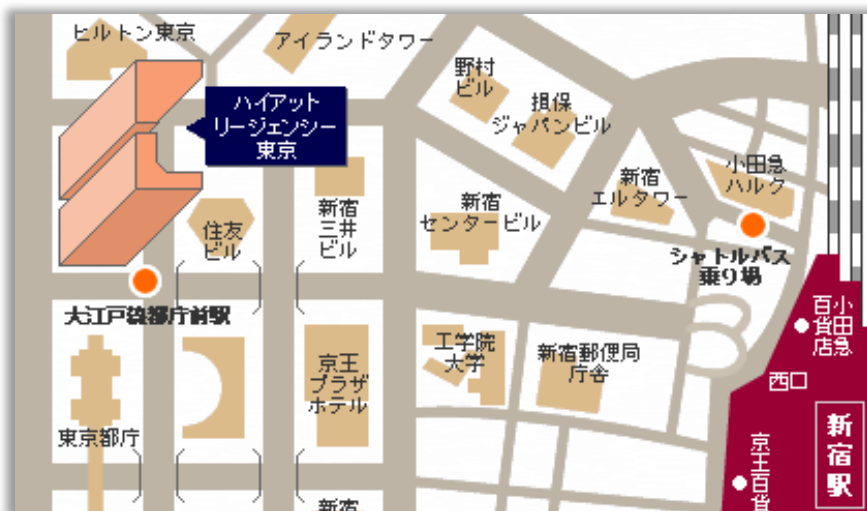 ヒルトン東京
アイランドタワー
野村
ビル
損保
ジャパンビル
ハイアット
リージェンシー
東京
小田急
ハルク
新宿
エルタワー
住友
ビル
新宿
三井
ビル
新宿
センタービル
シャトルバス
乗り場
大江戸線都庁前駅
小田急
百貨店
工学院
大学
新宿郵便局
庁舎
京王
プラザ
ホテル
西口
東京都庁
新宿駅
京王百貨
新宿